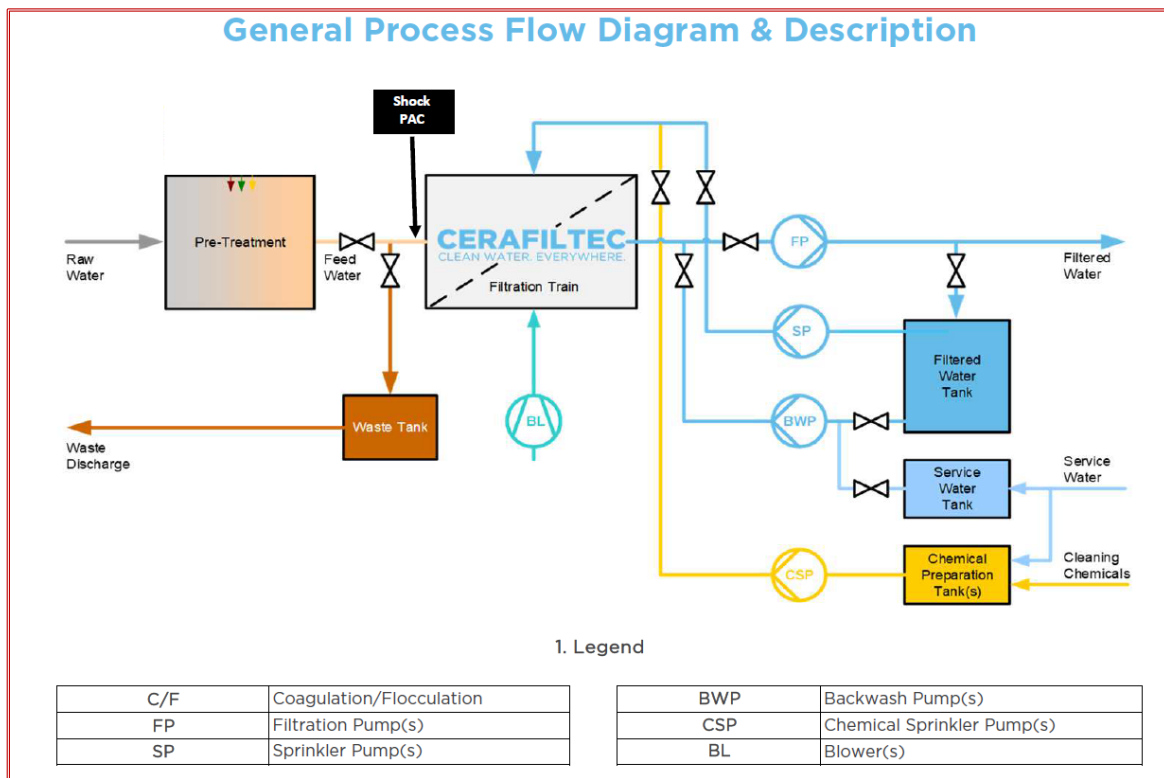 General Process Flow Diagram & Description
Shock
PAC
Pre-Treatment
Raw
Water
Feed
Water
CERAFILTEC
CLEAN WATER. EVERYWHERE.
Filtration Train
FP
Filtered
Water
SP
Filtered
Water
Tank
BL
BWP
Waste Tank
Waste
Discharge
Service
Water
Tank
Service
Water
CSP
Chemical
Preparation
Tank(s)
Cleaning
Chemicals
1. Legend
C/F Coagulation/Flocculation BWP Backwash Pump(s)
FP Filtration Pump(s) CSP Chemical Sprinkler Pump(s)
SP Sprinkler Pump(s) BL Blower(s)